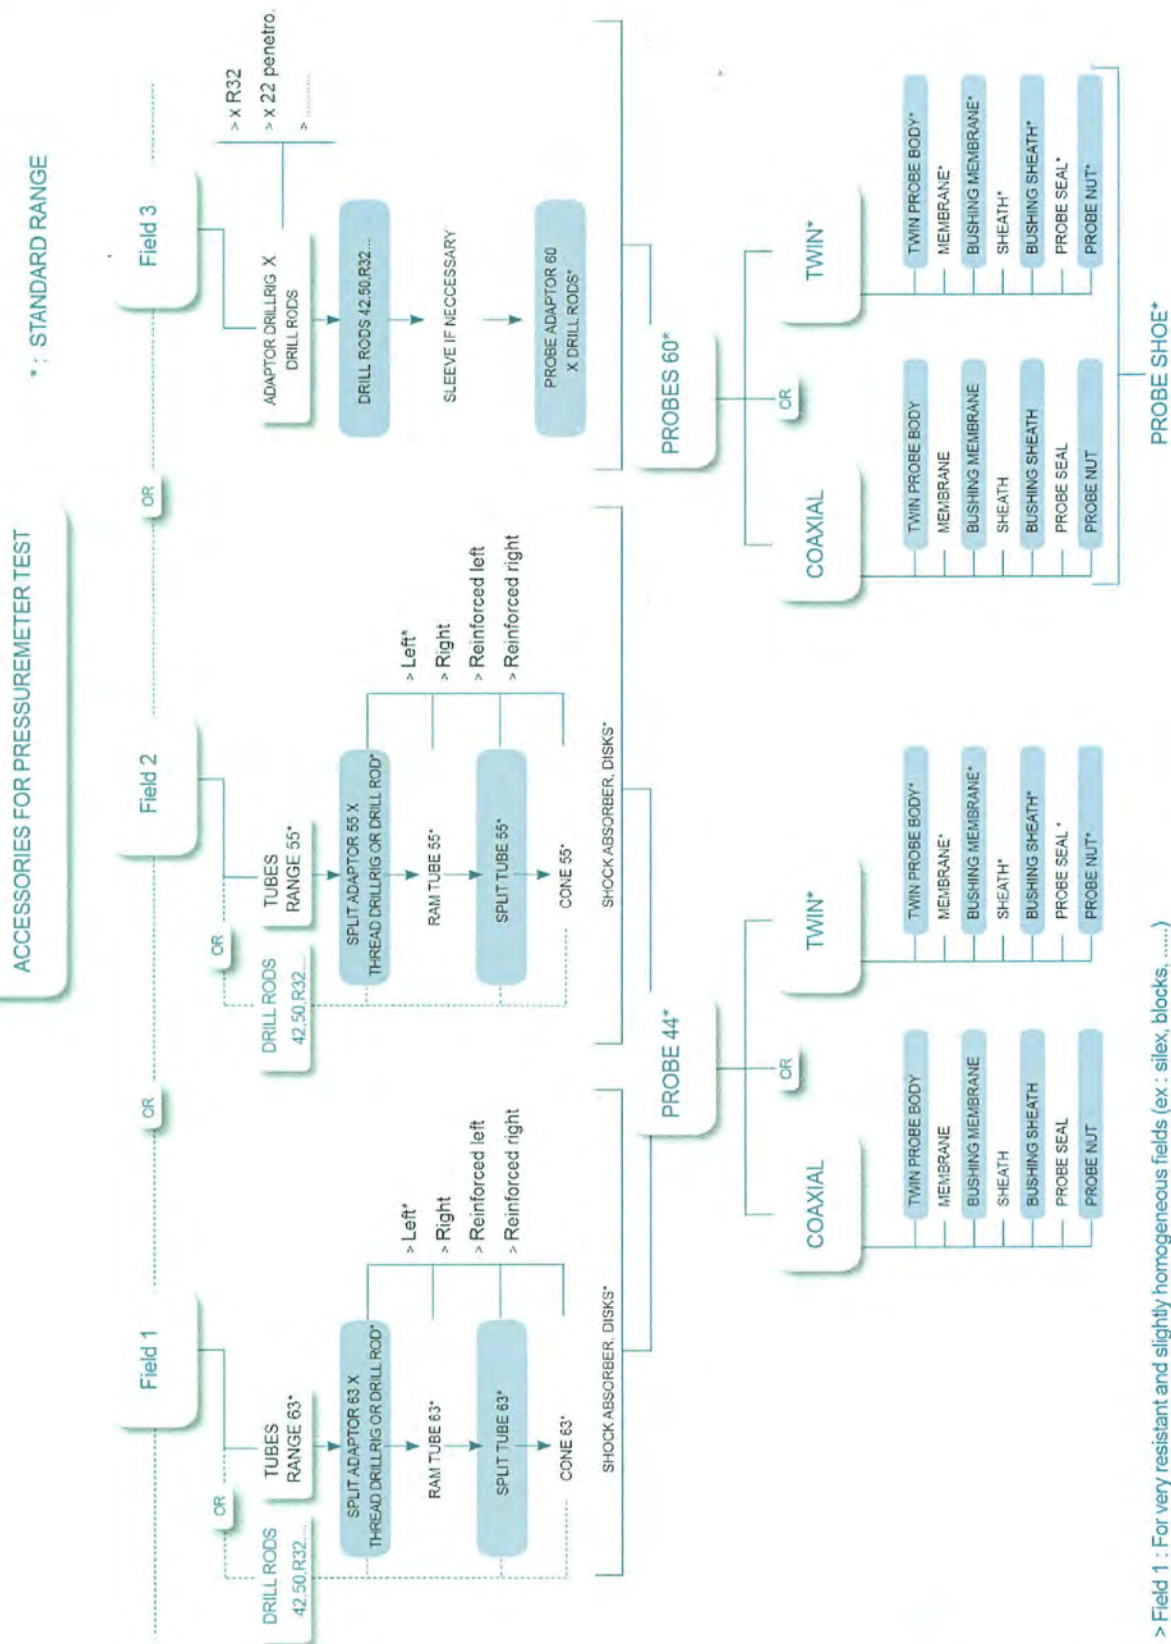 ACCESSORIES FOR PRESSUREMETER TEST
* : STANDARD RANGE
Field 1
OR
Field 2
OR
Field 3
DRILL RODS
42,50,R32....
OR
TUBES
RANGE 63*
SPLIT ADAPTOR 63 X
THREAD DRILLRIG OR DRILL ROD*
RAM TUBE 63*
SPLIT TUBE 63*
CONE 63*
> Left*
> Right
> Reinforced left
> Reinforced right
SHOCK ABSORBER, DISKS*
DRILL RODS
42,50,R32....
OR
TUBES
RANGE 55*
SPLIT ADAPTOR 55 X
THREAD DRILLRIG OR DRILL ROD*
RAM TUBE 55*
SPLIT TUBE 55*
CONE 55*
> Left*
> Right
> Reinforced left
> Reinforced right
SHOCK ABSORBER, DISKS*
ADAPTOR DRILLRIG X
DRILL RODS
> x R32
> x 22 penetro.
> ............
DRILL RODS 42,50,R32....
SLEEVE IF NECCESSARY
PROBE ADAPTOR 60
X DRILL RODS*
PROBE 44*
COAXIAL
OR
TWIN*
TWIN PROBE BODY
MEMBRANE
BUSHING MEMBRANE
SHEATH
BUSHING SHEATH
PROBE SEAL
PROBE NUT
TWIN PROBE BODY*
MEMBRANE*
BUSHING MEMBRANE*
SHEATH*
BUSHING SHEATH*
PROBE SEAL *
PROBE NUT*
PROBES 60*
COAXIAL
OR
TWIN*
TWIN PROBE BODY
MEMBRANE
BUSHING MEMBRANE
SHEATH
BUSHING SHEATH
PROBE SEAL
PROBE NUT
TWIN PROBE BODY*
MEMBRANE*
BUSHING MEMBRANE*
SHEATH*
BUSHING SHEATH*
PROBE SEAL*
PROBE NUT*
PROBE SHOE*
> Field 1 : For very resistant and slightly homogeneous fields (ex : silex, blocks, ......)